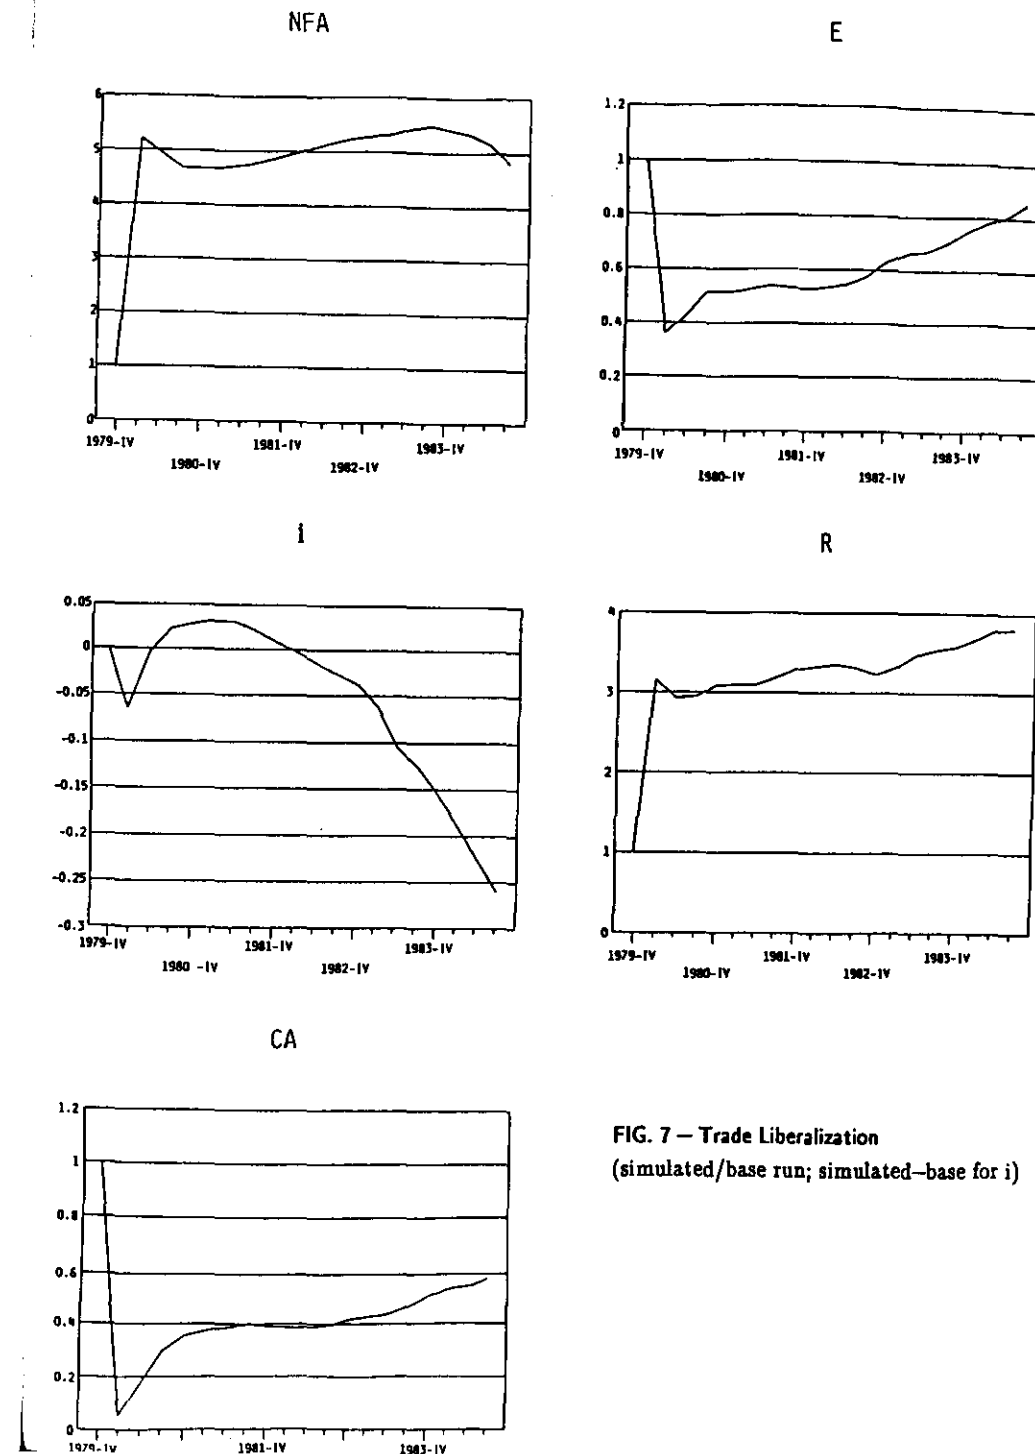 NFA
6
5
4
3
2
1
0
1979-IV
1980-IV
1981-IV
1982-IV
1983-IV
E
1.2
1
0.8
0.6
0.4
0.2
0
1979-IV
1980-IV
1981-IV
1982-IV
1983-IV
i
0.05
0
-0.05
-0.1
-0.15
-0.2
-0.25
-0.3
1979-IV
1980 -IV
1981-IV
1982-IV
1983-IV
R
4
3
2
1
0
1979-IV
1980-IV
1981-IV
1982-IV
1983-IV
CA
1.2
1
0.8
0.6
0.4
0.2
0
1979-IV
1981-IV
1983-IV
FIG. 7 — Trade Liberalization
(simulated/base run; simulated–base for i)